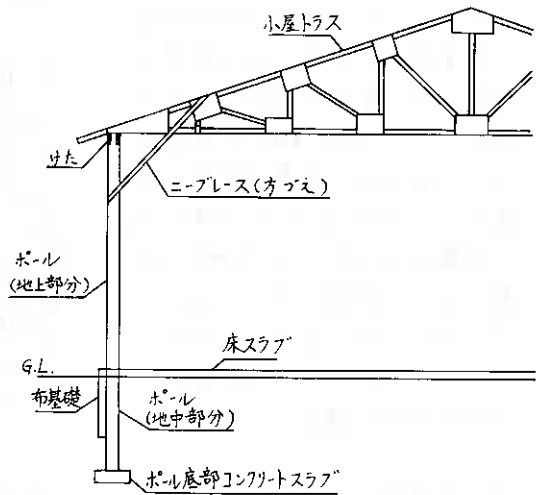 小屋トラス
けた
ニーブレース(方づえ)
ポール
(地上部分)
床スラブ
G.L.
布基礎
ポール
(地中部分)
ポール底部コンクリートスラブ